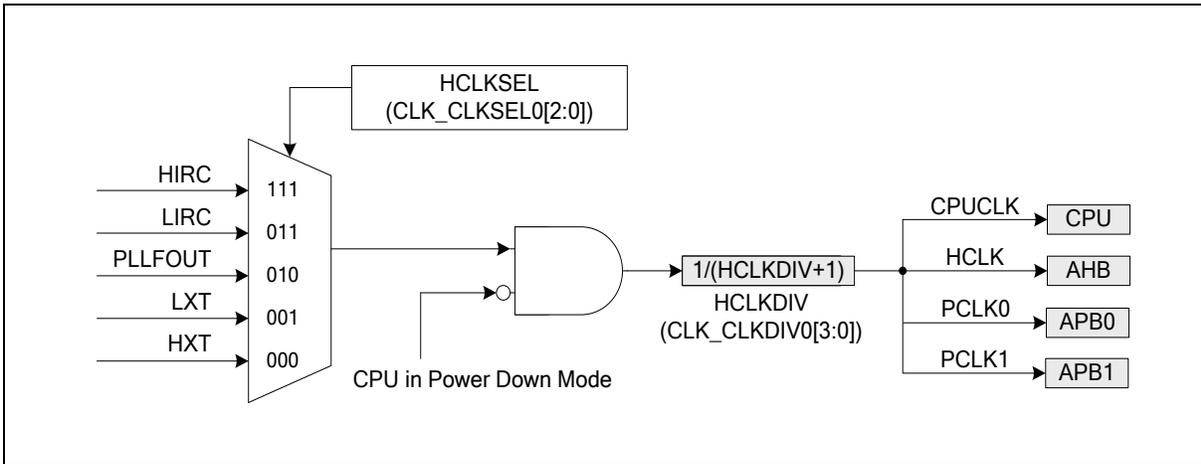 HCLKSEL
(CLK_CLKSEL0[2:0])
HIRC
111
LIRC
011
PLLFOUT
010
LXT
001
HXT
000
CPU in Power Down Mode
1/(HCLKDIV+1)
HCLKDIV
(CLK_CLKDIV0[3:0])
CPUCLK
CPU
HCLK
AHB
PCLK0
APB0
PCLK1
APB1